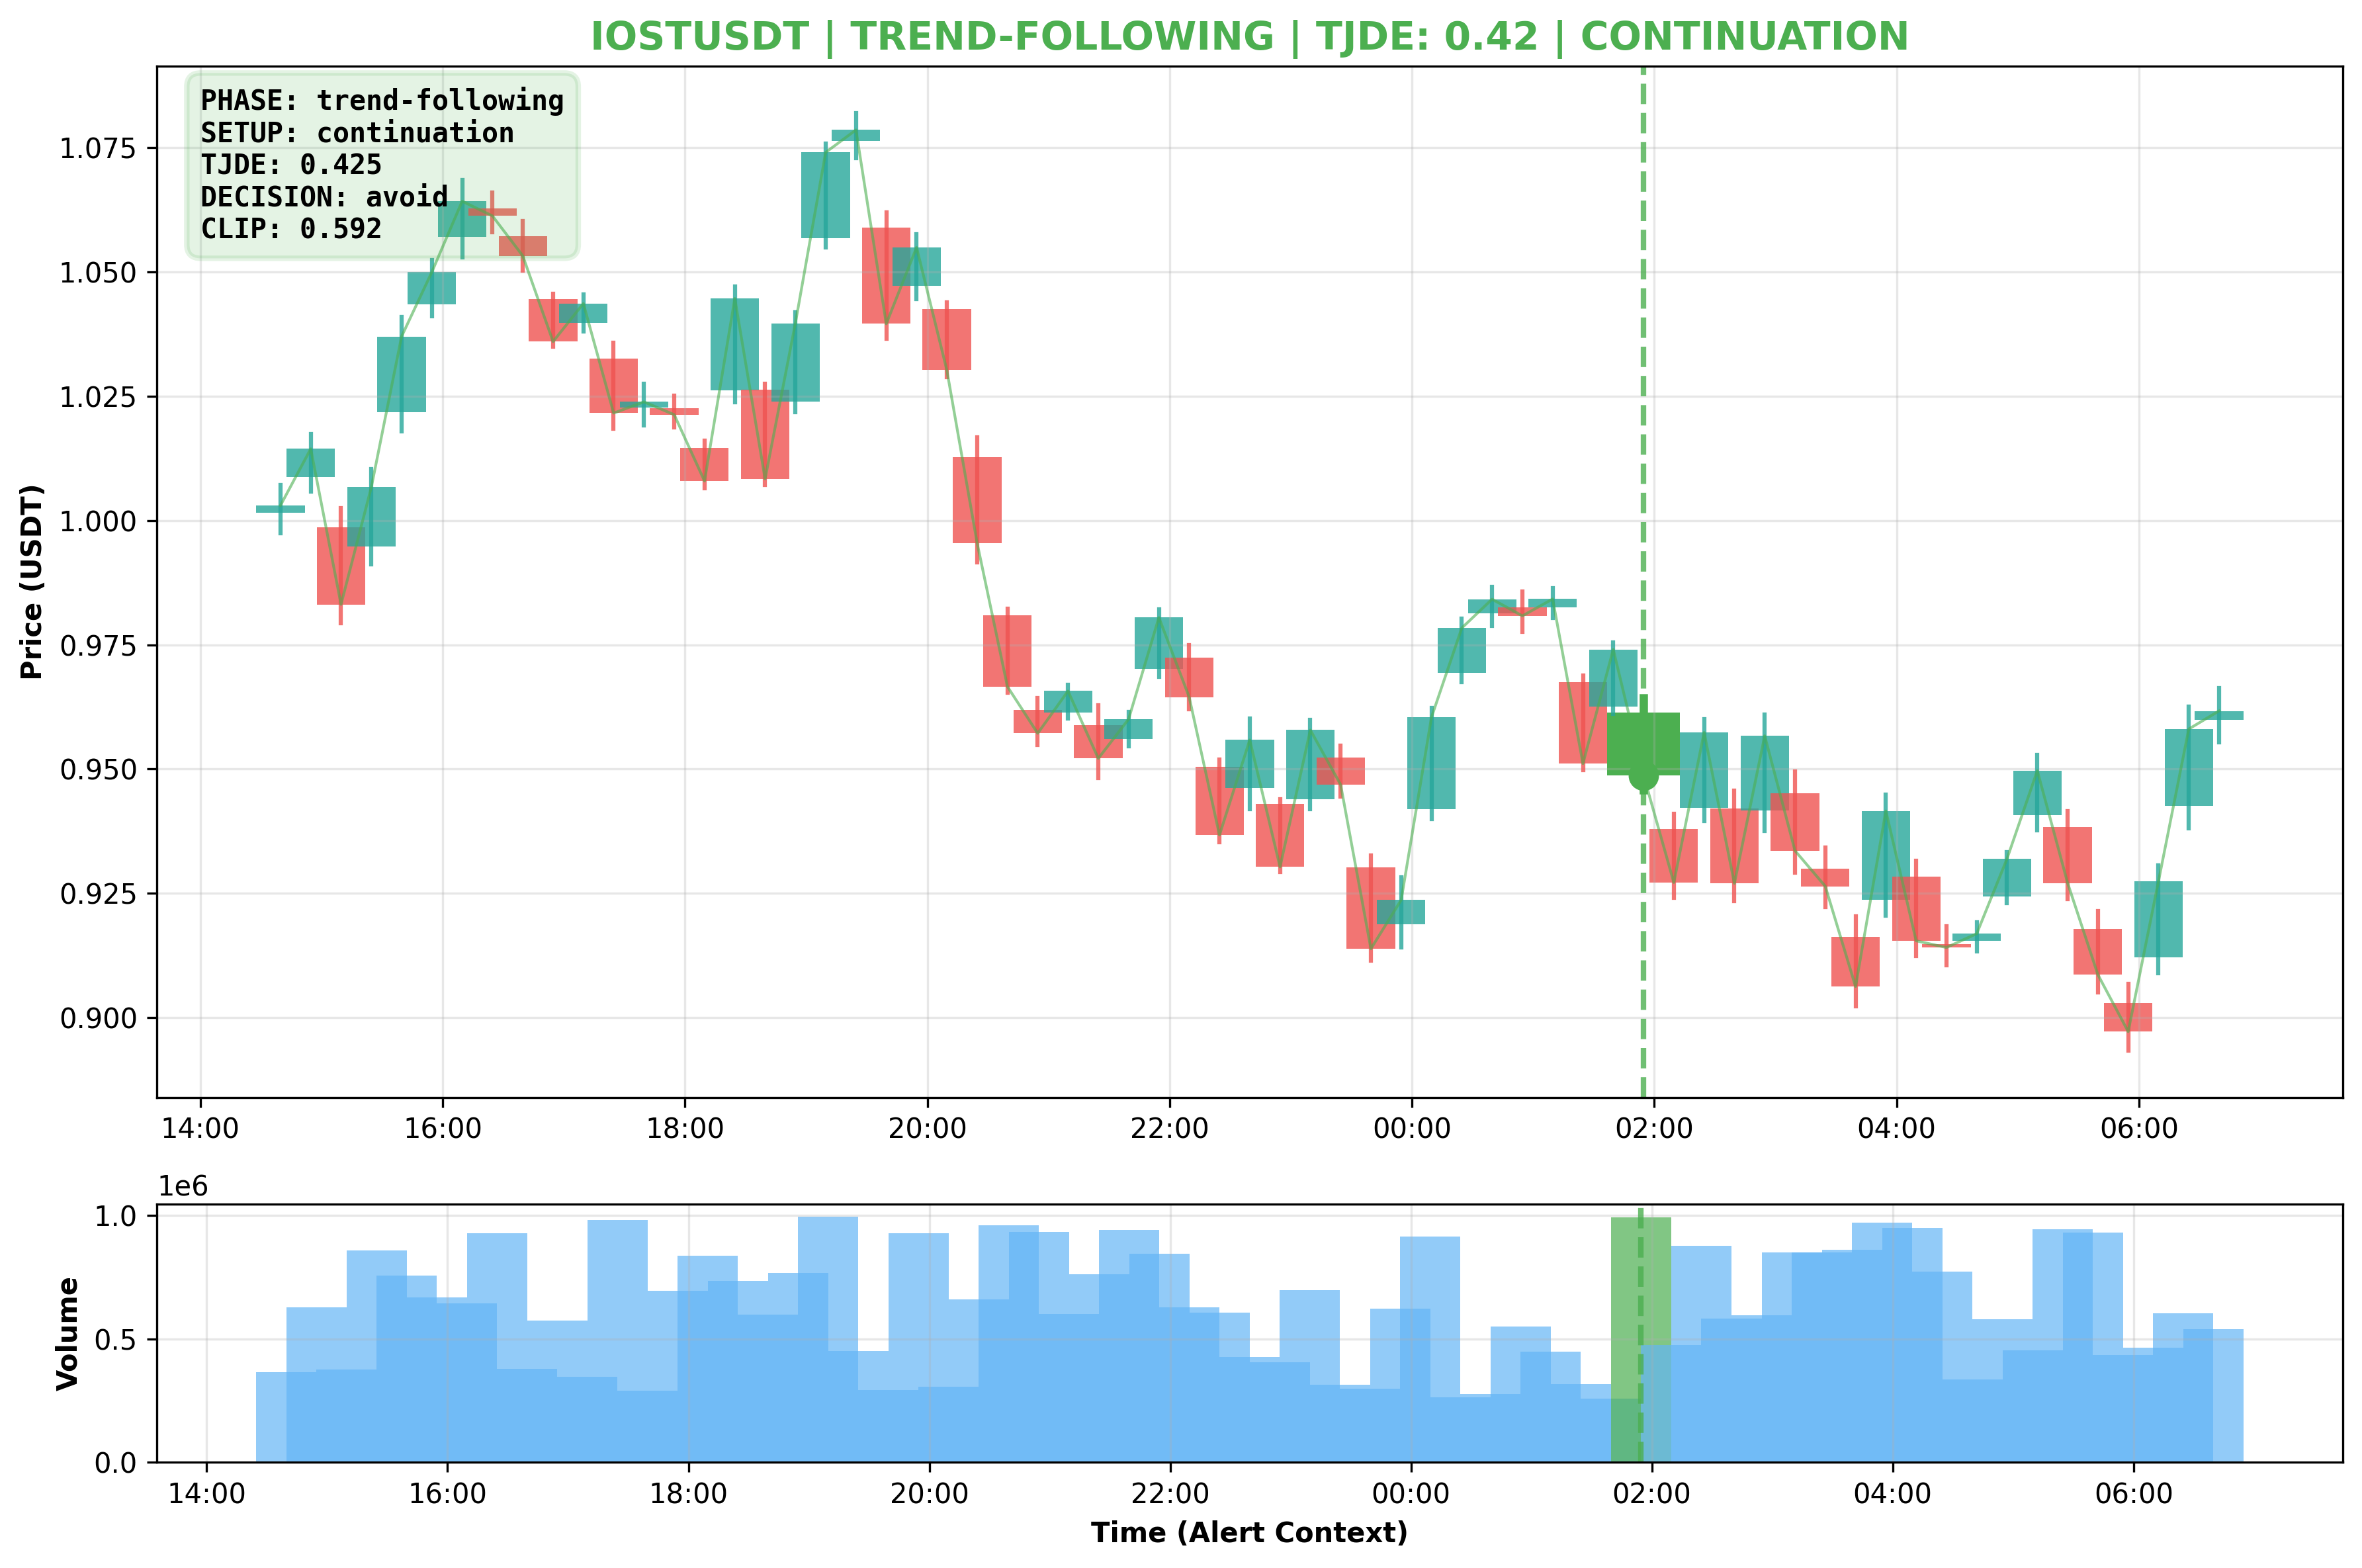 IOSTUSDT | TREND-FOLLOWING | TJDE: 0.42 | CONTINUATION
PHASE: trend-following
SETUP: continuation
TJDE: 0.425
DECISION: avoid
CLIP: 0.592
Price (USDT)
1.075
1.050
1.025
1.000
0.975
0.950
0.925
0.900
14:00 16:00 18:00 20:00 22:00 00:00 02:00 04:00 06:00
1e6
Volume
1.0
0.5
0.0
14:00 16:00 18:00 20:00 22:00 00:00 02:00 04:00 06:00
Time (Alert Context)